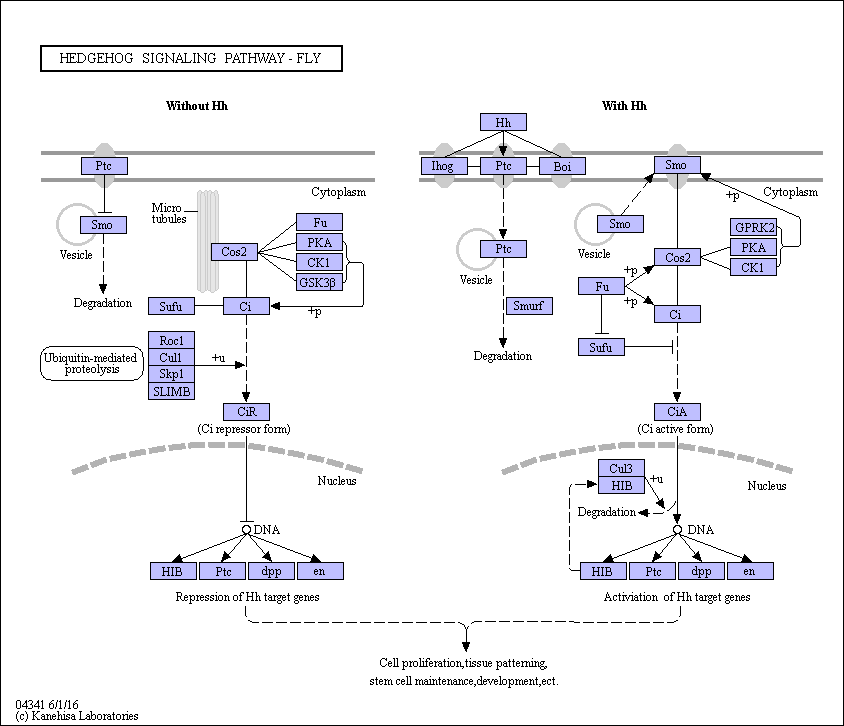 HEDGEHOG SIGNALING PATHWAY - FLY
Without Hh
Ptc
Cytoplasm
Smo
Vesicle
Degradation
Micro
tubules
Cos2
Fu
PKA
CK1
GSK3β
Sufu
Ci
+p
Roc1
Cul1
Skp1
SLIMB
Ubiquitin-mediated
proteolysis
+u
CiR
(Ci repressor form)
Nucleus
DNA
HIB
Ptc
dpp
en
Repression of Hh target genes
With Hh
Hh
Ihog
Ptc
Boi
Smo
Cytoplasm
+p
Smo
Vesicle
Ptc
Vesicle
Smurf
Degradation
GPRK2
PKA
CK1
Cos2
Fu
+p
+p
Ci
Sufu
CiA
(Ci active form)
Nucleus
Cul3
HIB
+u
Degradation
DNA
HIB
Ptc
dpp
en
Activiation of Hh target genes
Cell proliferation,tissue patterning,
stem cell maintenance,development,ect.
04341 6/1/16
(c) Kanehisa Laboratories